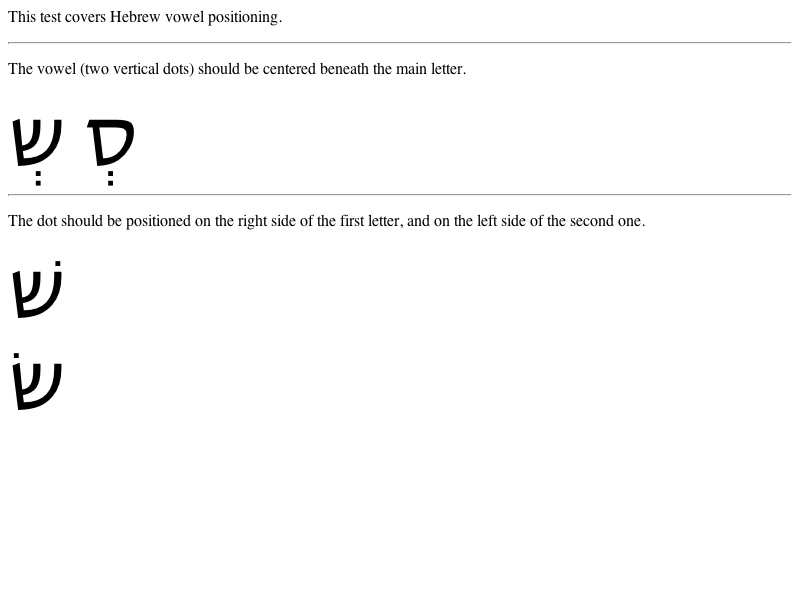 This test covers Hebrew vowel positioning.
The vowel (two vertical dots) should be centered beneath the main letter.
שְ סְ
The dot should be positioned on the right side of the first letter, and on the left side of the second one.
שׁ
שׂ